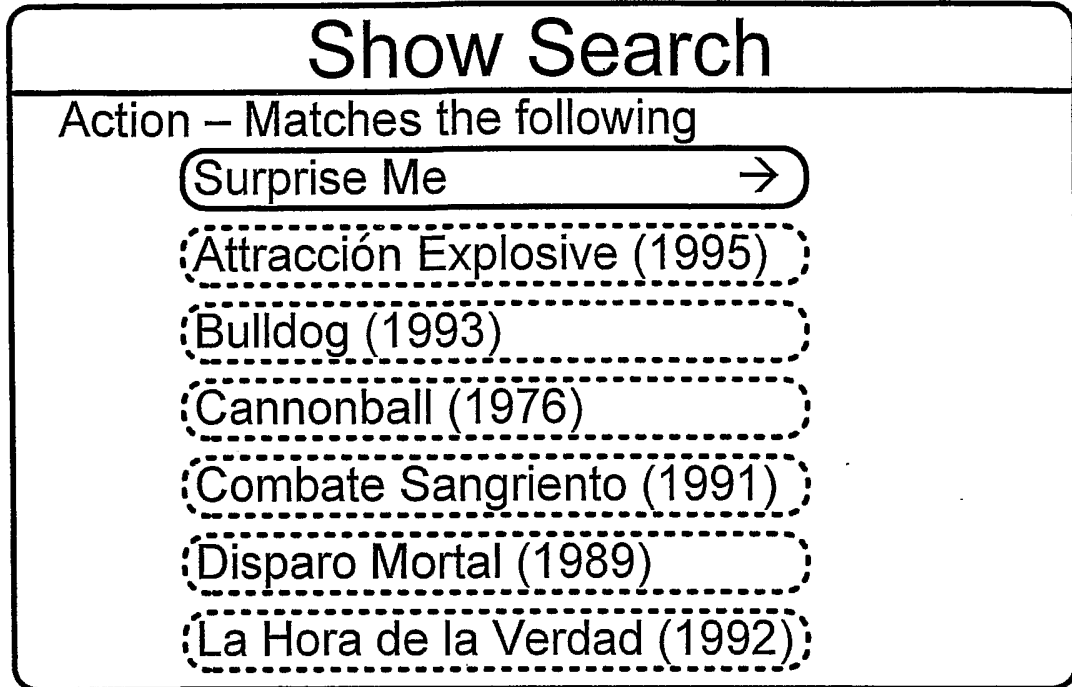 Show Search
Action – Matches the following
Surprise Me →
Attracción Explosive (1995)
Bulldog (1993)
Cannonball (1976)
Combate Sangriento (1991)
Disparo Mortal (1989)
La Hora de la Verdad (1992)